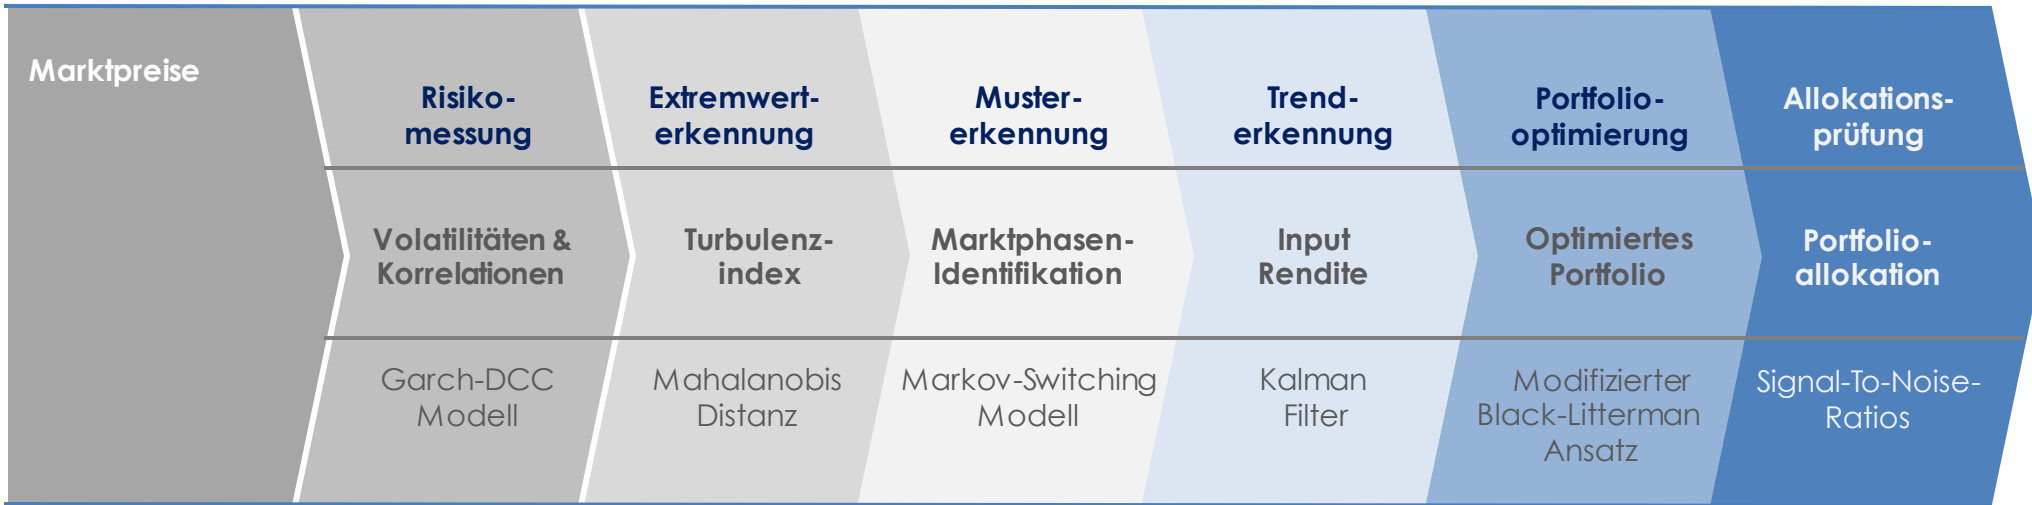 Marktpreise
Risiko-
messung
Extremwert-
erkennung
Muster-
erkennung
Trend-
erkennung
Portfolio-
optimierung
Allokations-
prüfung
Volatilitäten &
Korrelationen
Turbulenz-
index
Marktphasen-
Identifikation
Input
Rendite
Optimiertes
Portfolio
Portfolio-
allokation
Garch-DCC
Modell
Mahalanobis
Distanz
Markov-Switching
Modell
Kalman
Filter
Modifizierter
Black-Litterman
Ansatz
Signal-To-Noise-
Ratios